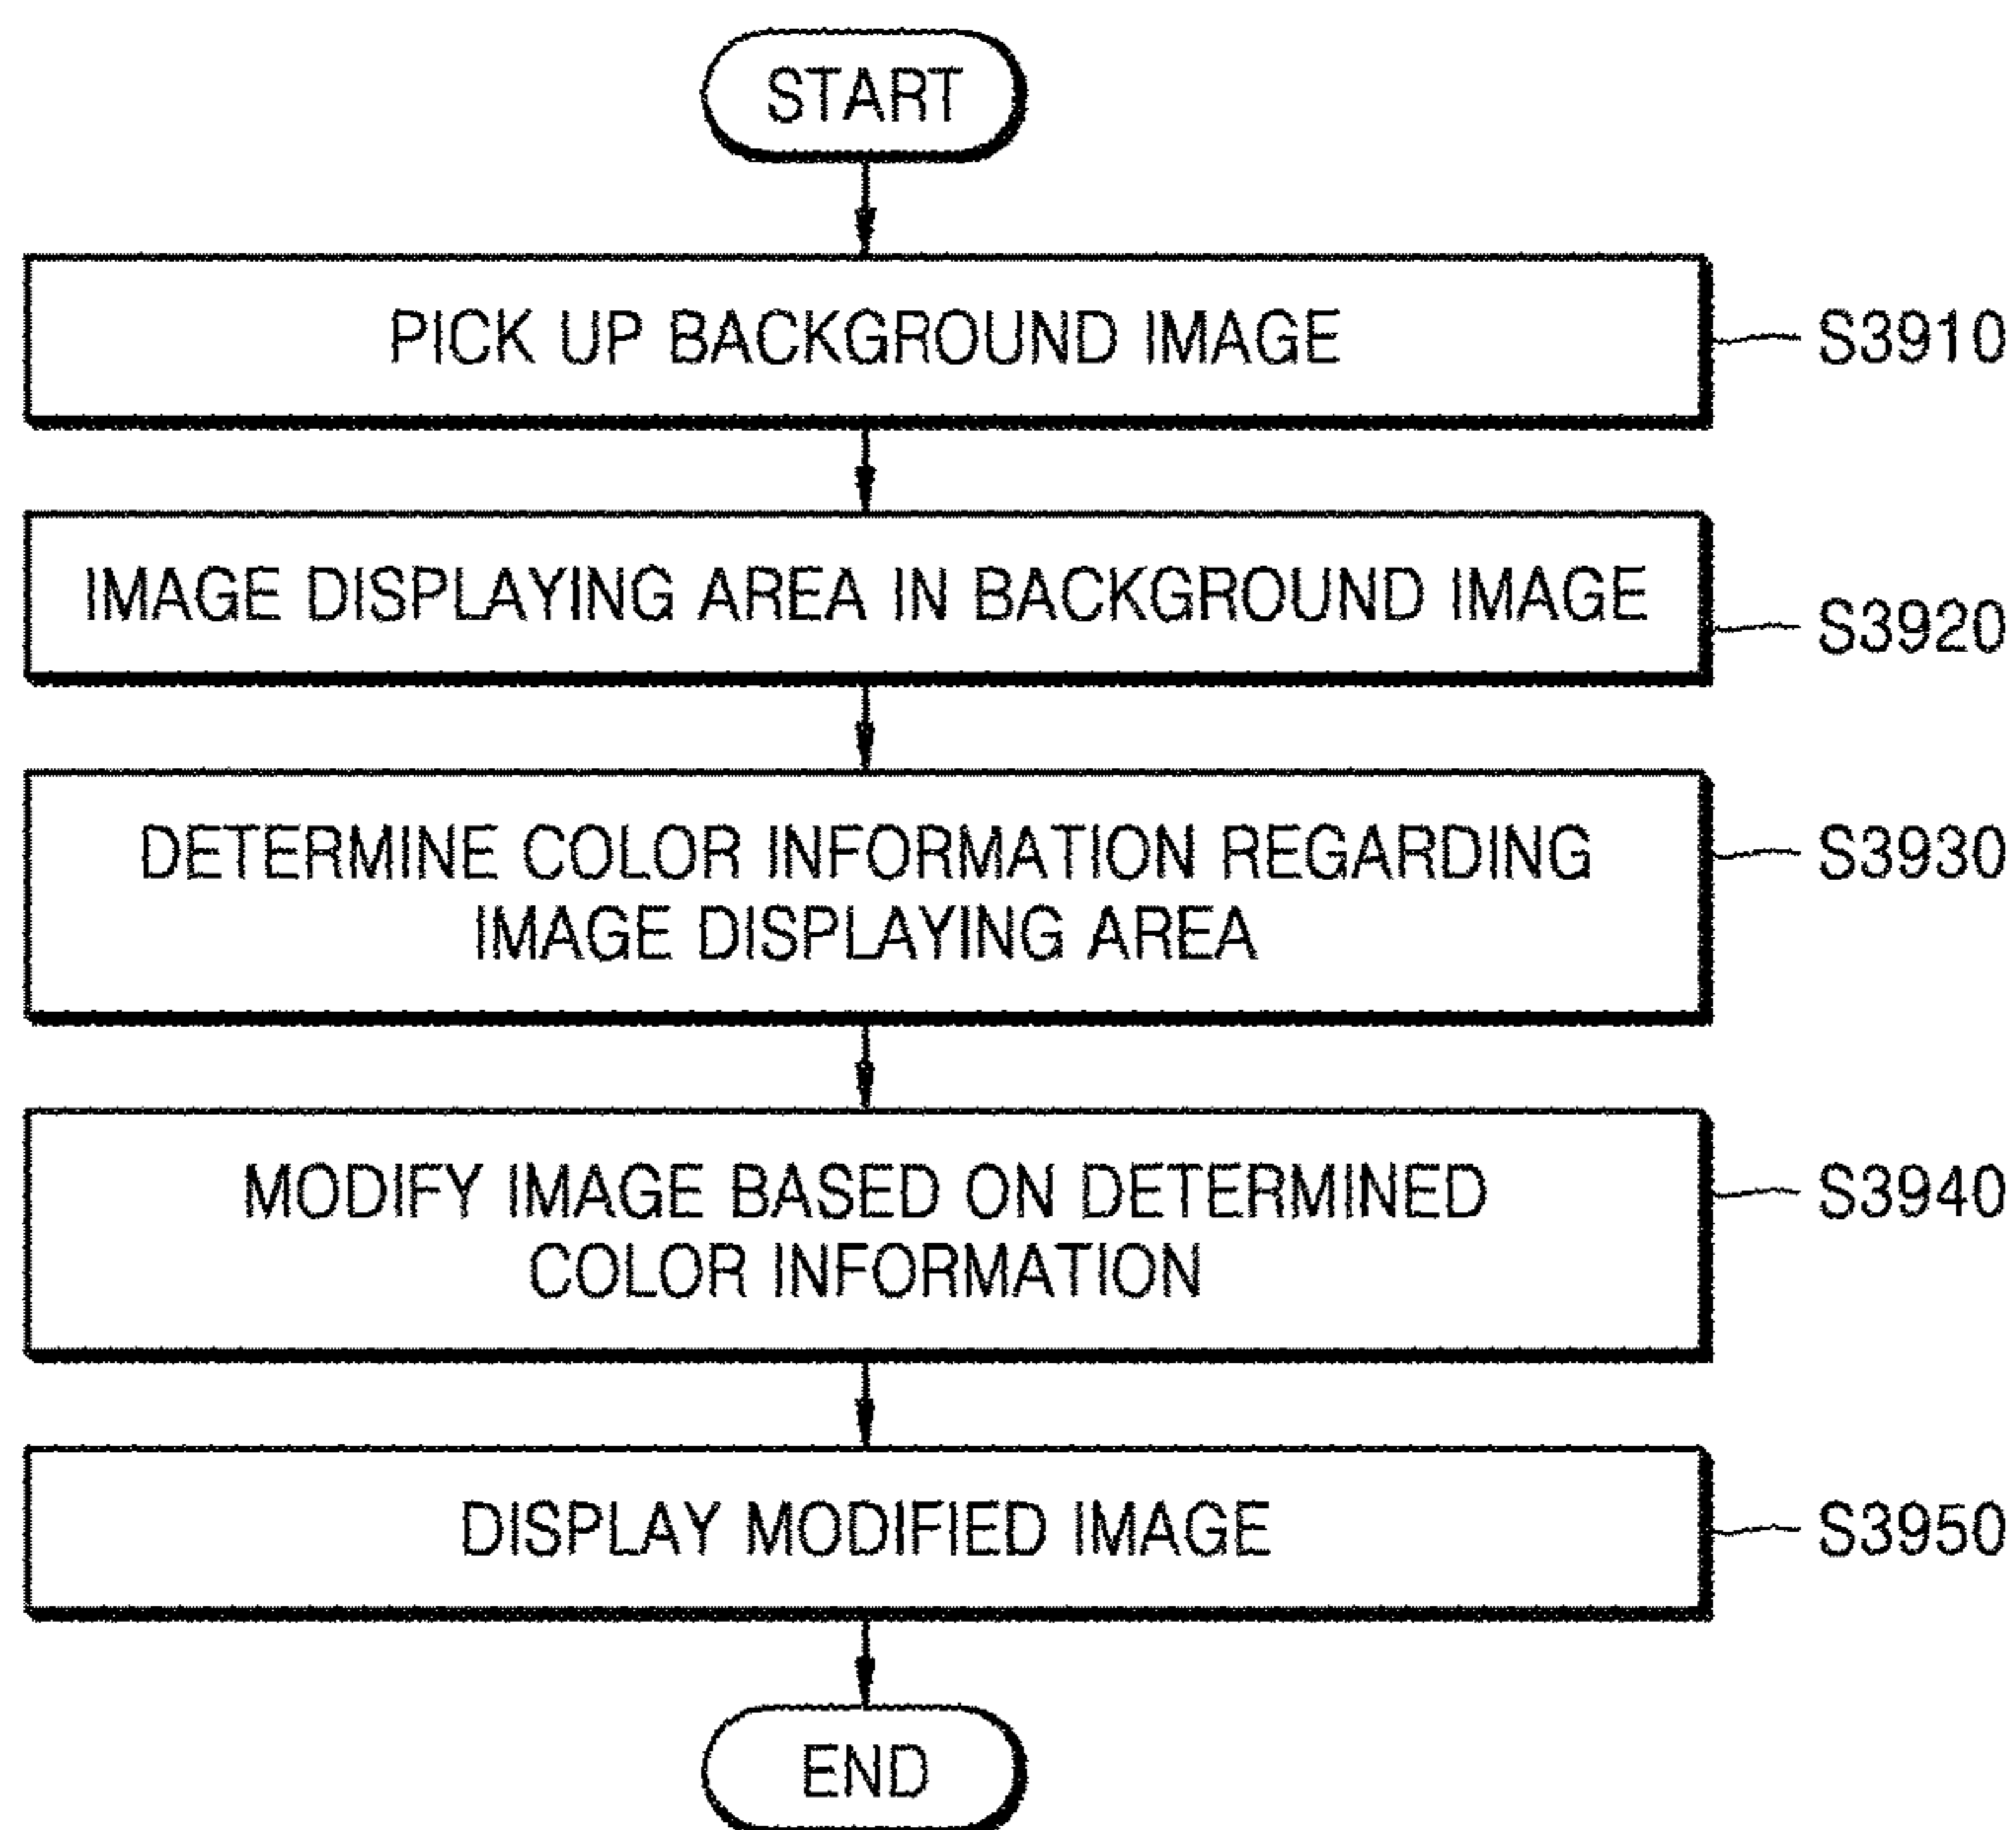 START
PICK UP BACKGROUND IMAGE
S3910
IMAGE DISPLAYING AREA IN BACKGROUND IMAGE
S3920
DETERMINE COLOR INFORMATION REGARDING
IMAGE DISPLAYING AREA
S3930
MODIFY IMAGE BASED ON DETERMINED
COLOR INFORMATION
S3940
DISPLAY MODIFIED IMAGE
S3950
END